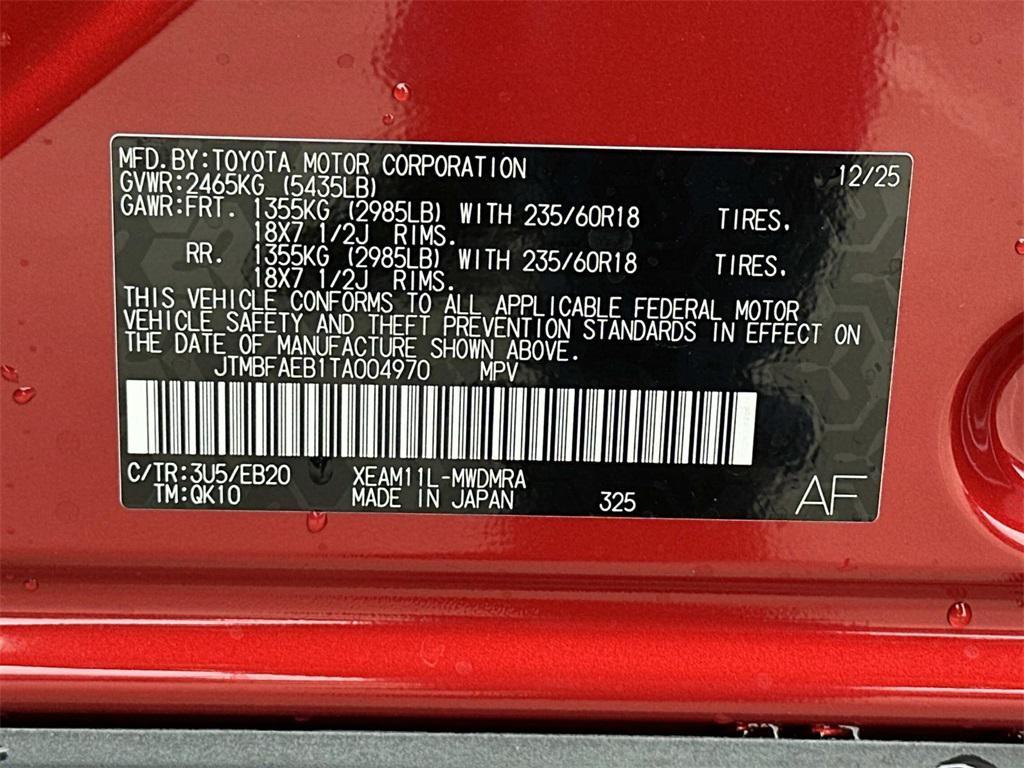 MFD.BY:TOYOTA MOTOR CORPORATION 12/25
GVWR:2465KG (5435LB)
GAWR:FRT. 1355KG (2985LB) WITH 235/60R18 TIRES.
18X7 1/2J RIMS.
RR. 1355KG (2985LB) WITH 235/60R18 TIRES.
18X7 1/2J RIMS.
THIS VEHICLE CONFORMS TO ALL APPLICABLE FEDERAL MOTOR
VEHICLE SAFETY AND THEFT PREVENTION STANDARDS IN EFFECT ON
THE DATE OF MANUFACTURE SHOWN ABOVE.
JTMBFAEB1TA004970 MPV
C/TR:3U5/EB20 XEAM11L-MWDMRA
TM:QK10 MADE IN JAPAN 325 AF